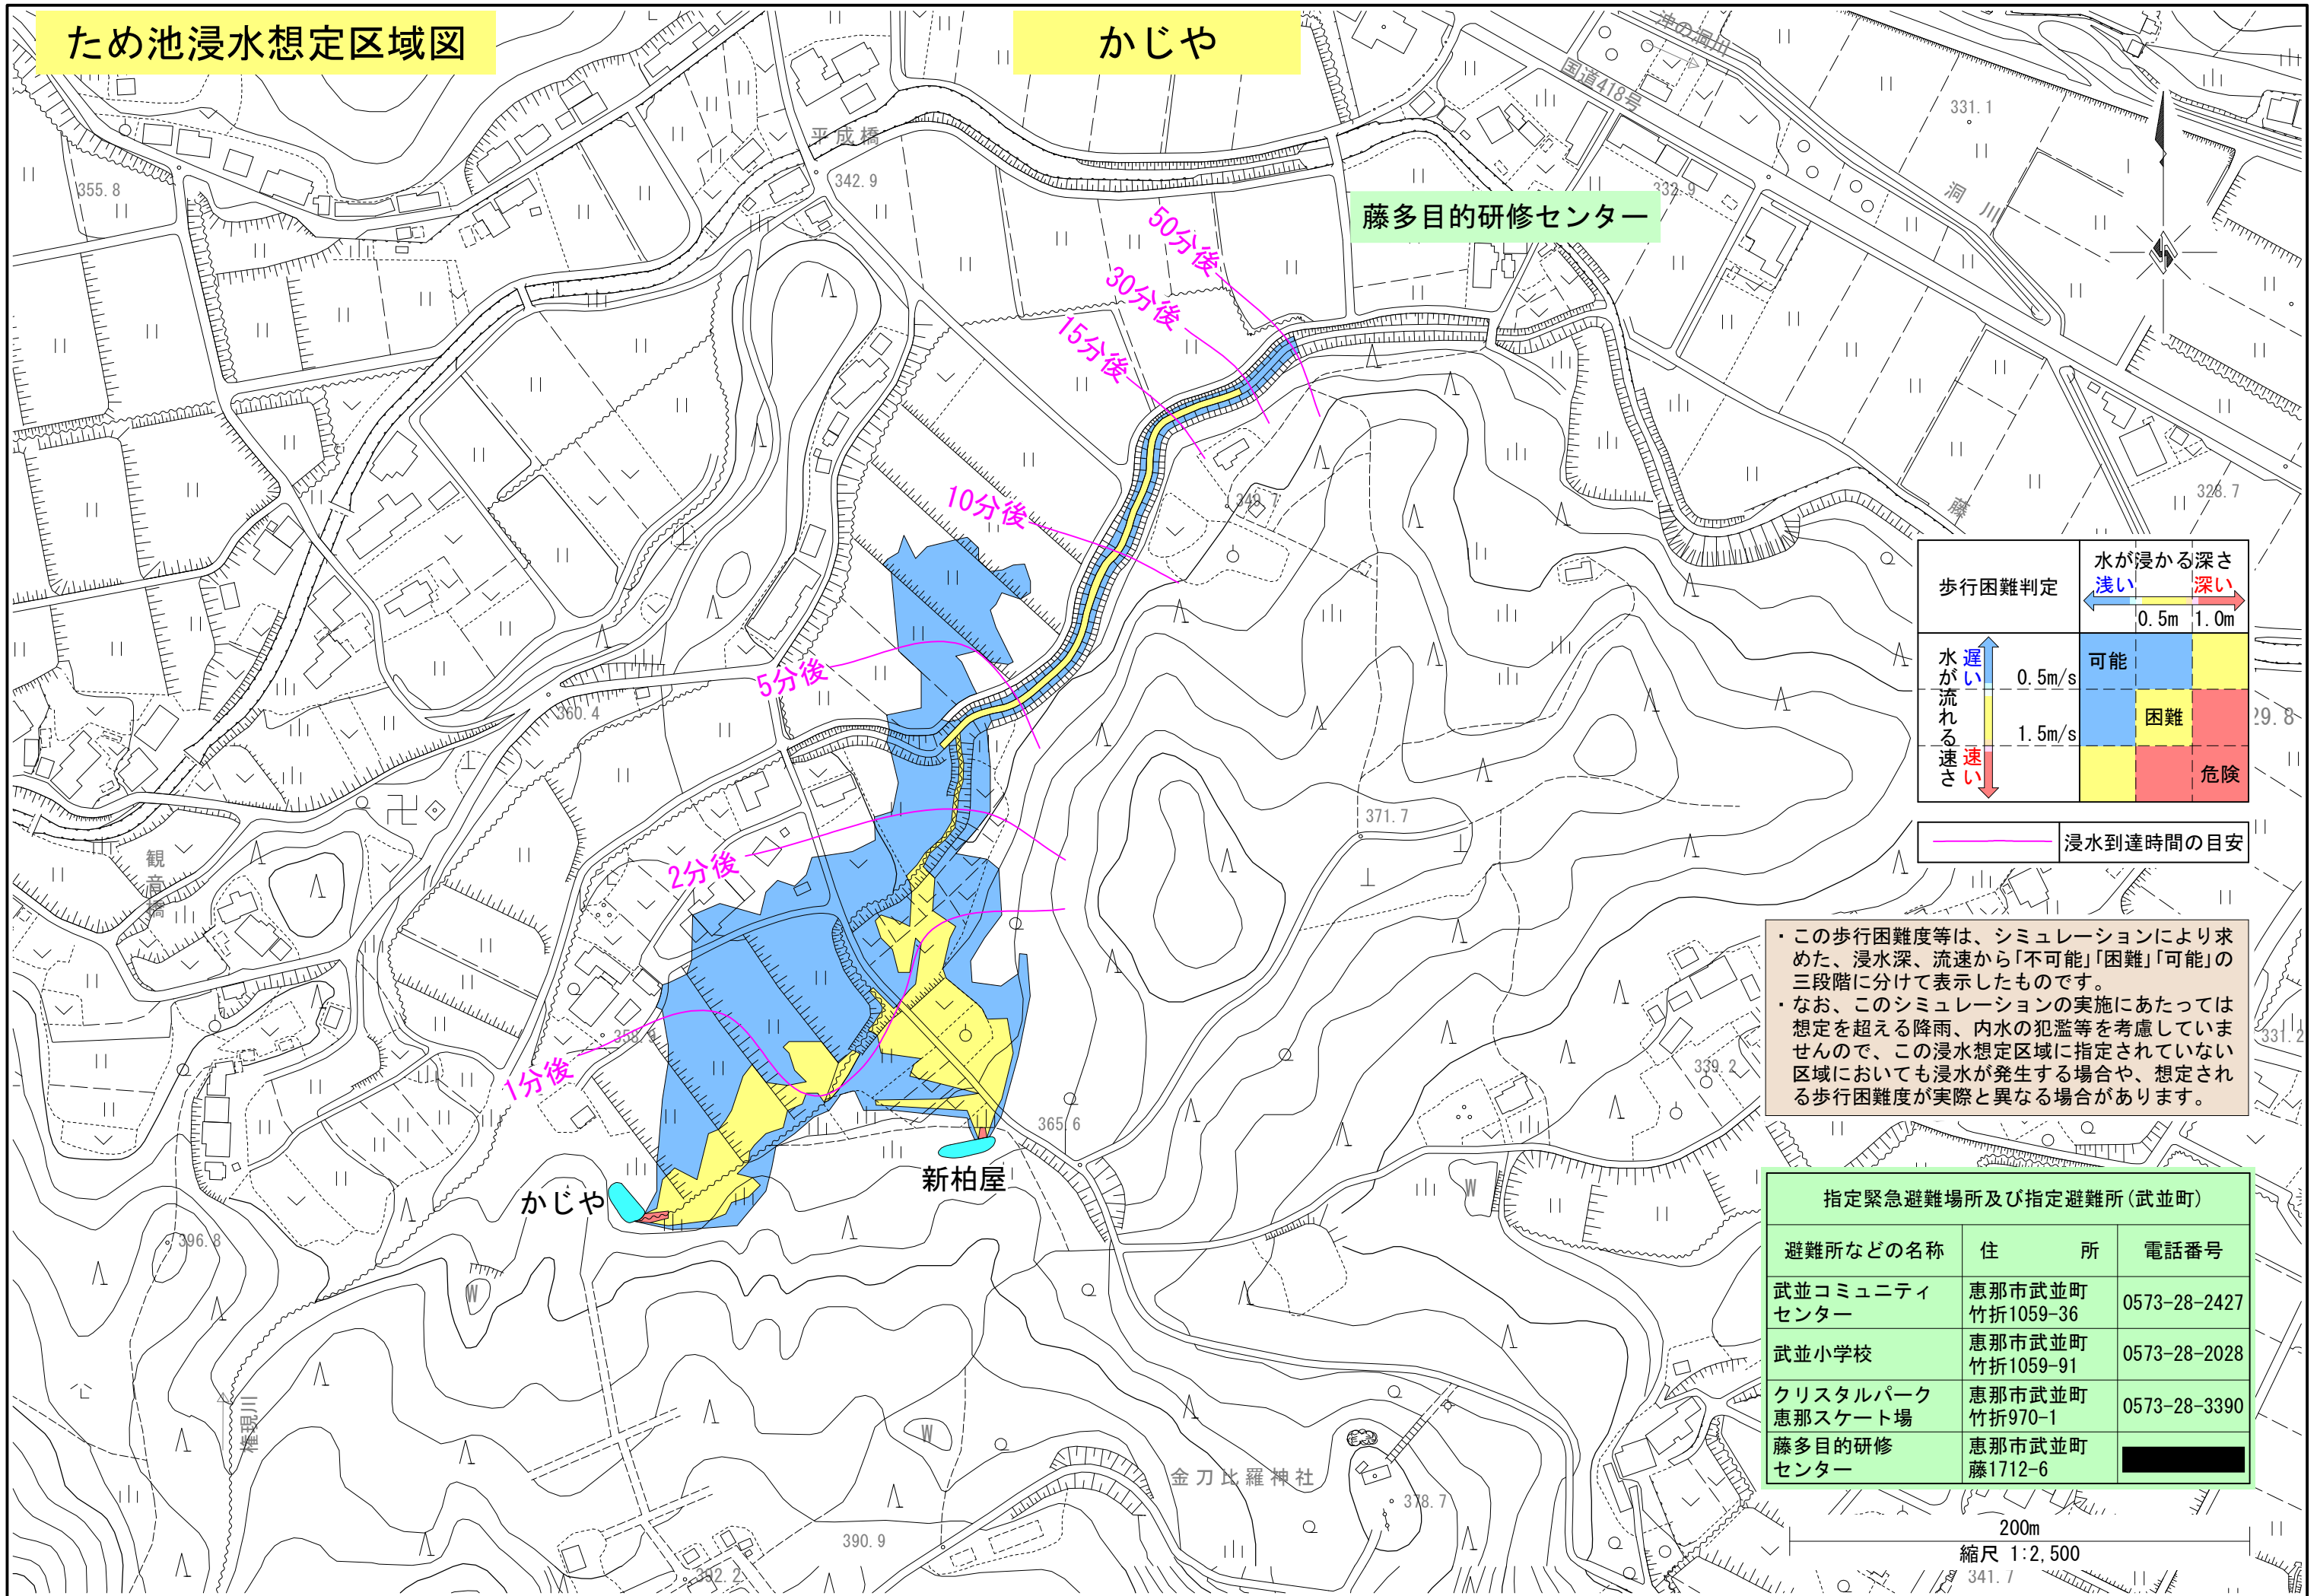 ため池浸水想定区域図
かじや
沖の洞川
国道418号
331.1
平成橋
342.9
355.8
332.9
洞川
藤多目的研修センター
50分後
30分後
15分後
10分後
5分後
2分後
1分後
349.7
328.7
藤
360.4
371.7
29.8
観音橋
358.9
365.6
339.2
331.2
396.8
かじや
新柏屋
W
W
W
権現川
金刀比羅神社
378.7
390.9
392.2
341.7
歩行困難判定
水が浸かる深さ
浅い
深い
0.5m
1.0m
水が流れる速さ
遅い
速い
0.5m/s
1.5m/s
可能
困難
危険
浸水到達時間の目安
・この歩行困難度等は、シミュレーションにより求
めた、浸水深、流速から「不可能」「困難」「可能」の
三段階に分けて表示したものです。
・なお、このシミュレーションの実施にあたっては
想定を超える降雨、内水の氾濫等を考慮していま
せんので、この浸水想定区域に指定されていない
区域においても浸水が発生する場合や、想定され
る歩行困難度が実際と異なる場合があります。
指定緊急避難場所及び指定避難所(武並町)
避難所などの名称 住 所 電話番号
武並コミュニティ
センター
恵那市武並町
竹折1059-36
0573-28-2427
武並小学校
恵那市武並町
竹折1059-91
0573-28-2028
クリスタルパーク
恵那スケート場
恵那市武並町
竹折970-1
0573-28-3390
藤多目的研修
センター
恵那市武並町
藤1712-6
200m
縮尺 1:2,500